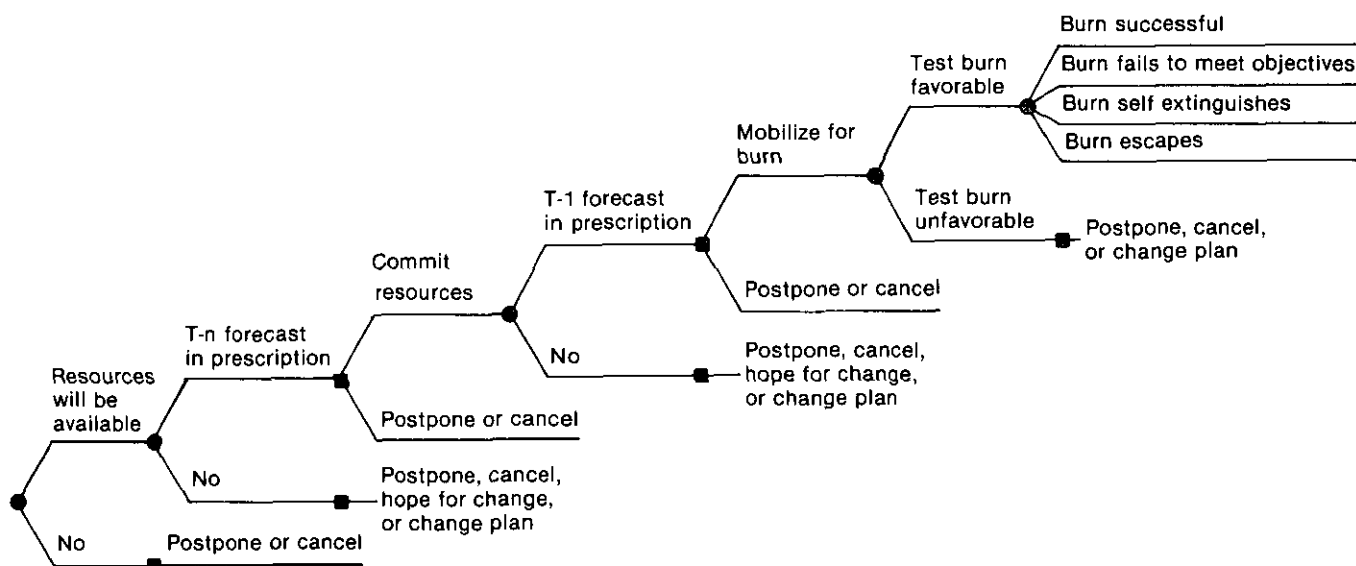 Burn successful
Test burn
favorable
Burn fails to meet objectives
Burn self extinguishes
Burn escapes
Mobilize for
burn
Test burn
unfavorable
Postpone, cancel,
or change plan
T-1 forecast
in prescription
Postpone or cancel
Commit
resources
No
Postpone, cancel,
hope for change,
or change plan
T-n forecast
in prescription
Postpone or cancel
Resources
will be
available
No
Postpone, cancel,
hope for change,
or change plan
No
Postpone or cancel